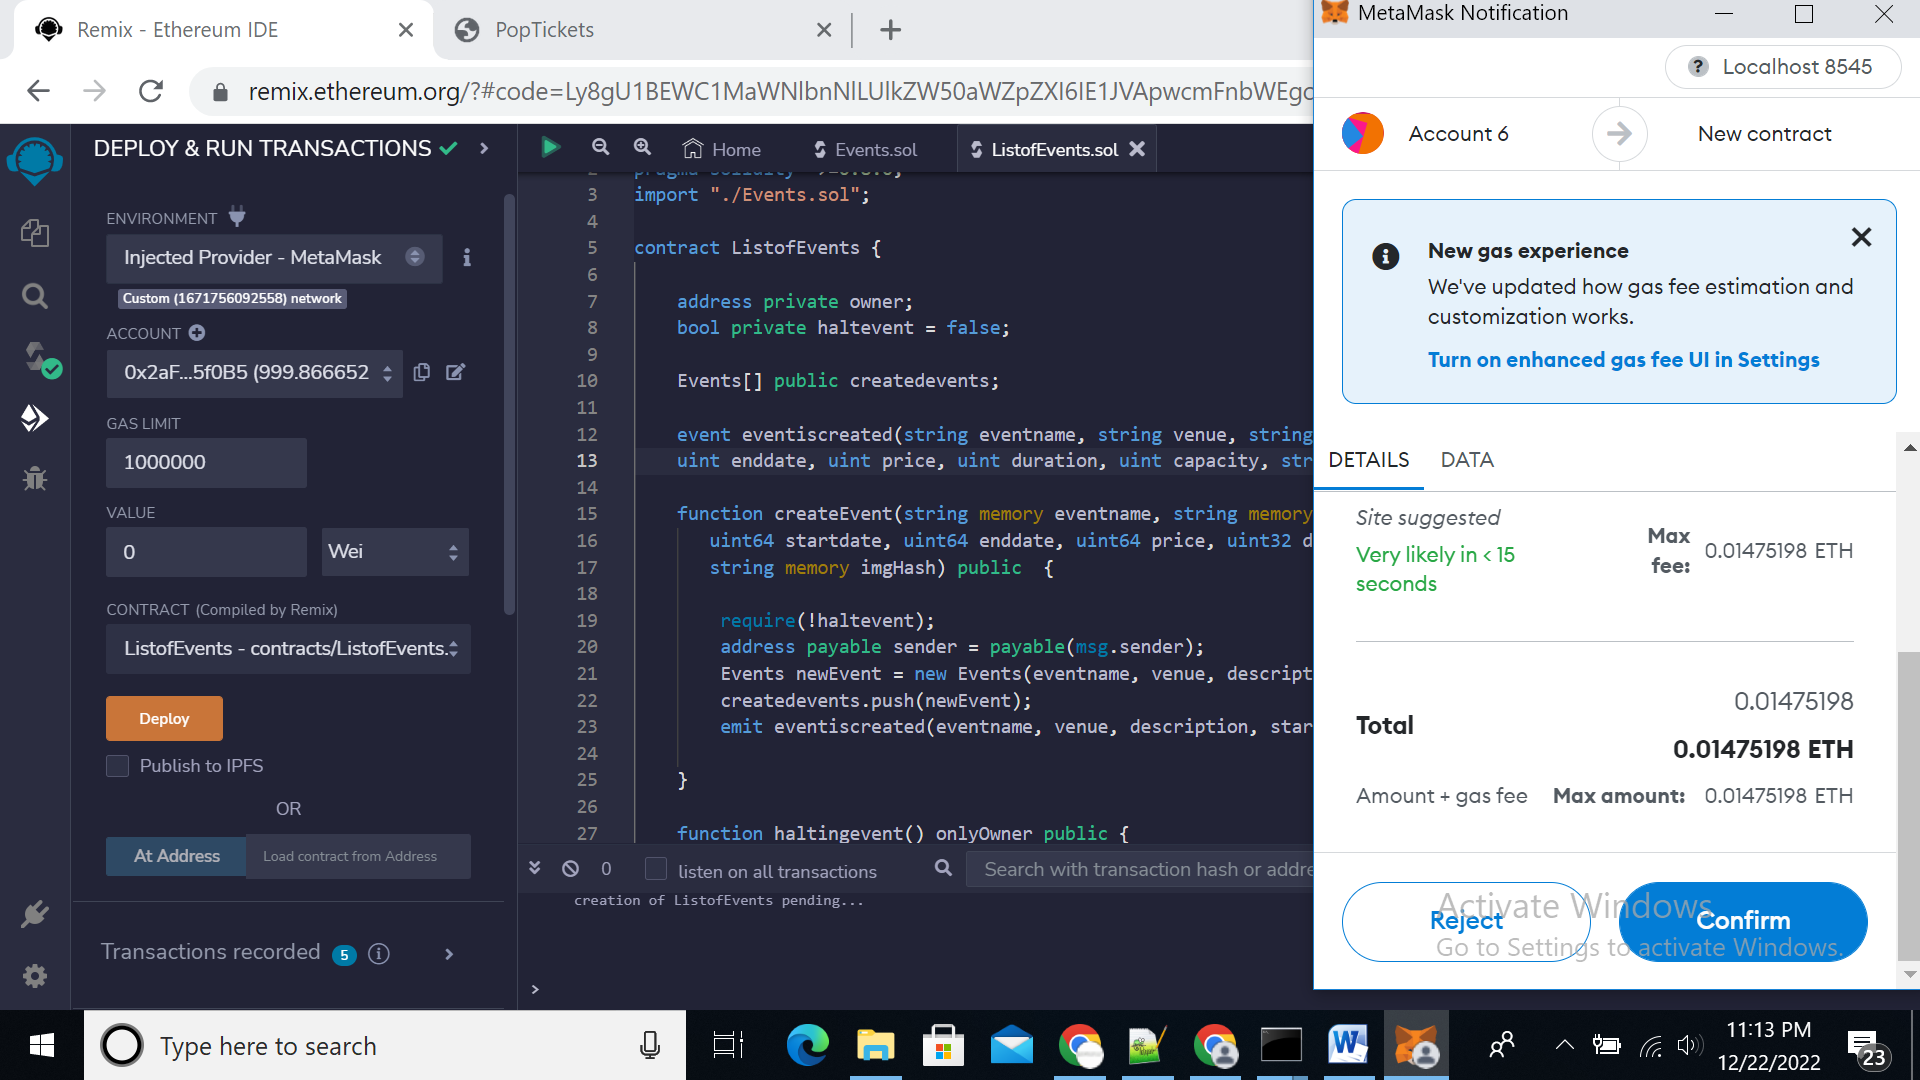 Remix - Ethereum IDE
PopTickets
remix.ethereum.org/?#code=Ly8gU1BEWC1MaWNlbnNlLUlkZW50aWZpZXI6IE1JVApwcmFnbWEgc
DEPLOY & RUN TRANSACTIONS
ENVIRONMENT
Injected Provider - MetaMask
Custom (1671756092558) network
ACCOUNT
0x2aF...5f0B5 (999.866652
GAS LIMIT
1000000
VALUE
0
Wei
CONTRACT (Compiled by Remix)
ListofEvents - contracts/ListofEvents.
Deploy
Publish to IPFS
OR
At Address
Load contract from Address
Transactions recorded 5 i
Home
Events.sol
ListofEvents.sol
2 pragma solidity >=0.5.0;
3 import "./Events.sol";
4
5 contract ListofEvents {
6
7 address private owner;
8 bool private haltevent = false;
9
10 Events[] public createdevents;
11
12 event eventiscreated(string eventname, string venue, string
13 uint enddate, uint price, uint duration, uint capacity, str
14
15 function createEvent(string memory eventname, string memory
16 uint64 startdate, uint64 enddate, uint64 price, uint32 d
17 string memory imgHash) public {
18
19 require(!haltevent);
20 address payable sender = payable(msg.sender);
21 Events newEvent = new Events(eventname, venue, descript
22 createdevents.push(newEvent);
23 emit eventiscreated(eventname, venue, description, star
24
25 }
26
27 function haltingevent() onlyOwner public {
0
listen on all transactions
Search with transaction hash or addre
creation of ListofEvents pending...
>
MetaMask Notification
? Localhost 8545
Account 6
New contract
New gas experience
We've updated how gas fee estimation and
customization works.
Turn on enhanced gas fee UI in Settings
DETAILS
DATA
Site suggested
Very likely in < 15
seconds
Max
fee: 0.01475198 ETH
0.01475198
Total
0.01475198 ETH
Amount + gas fee
Max amount: 0.01475198 ETH
Reject
Confirm
Activate Windows
Go to Settings to activate Windows.
Type here to search
11:13 PM
12/22/2022
23